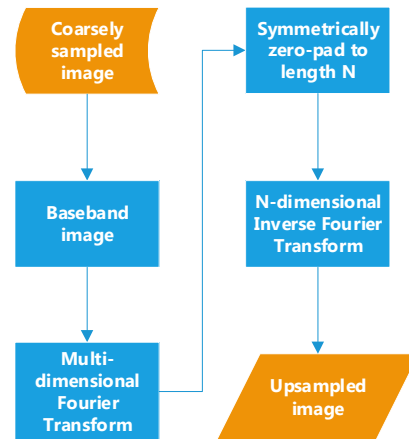 Coarsely
sampled
image
Baseband
image
Multi-
dimensional
Fourier
Transform
Symmetrically
zero-pad to
length N
N-dimensional
Inverse Fourier
Transform
Upsampled
image